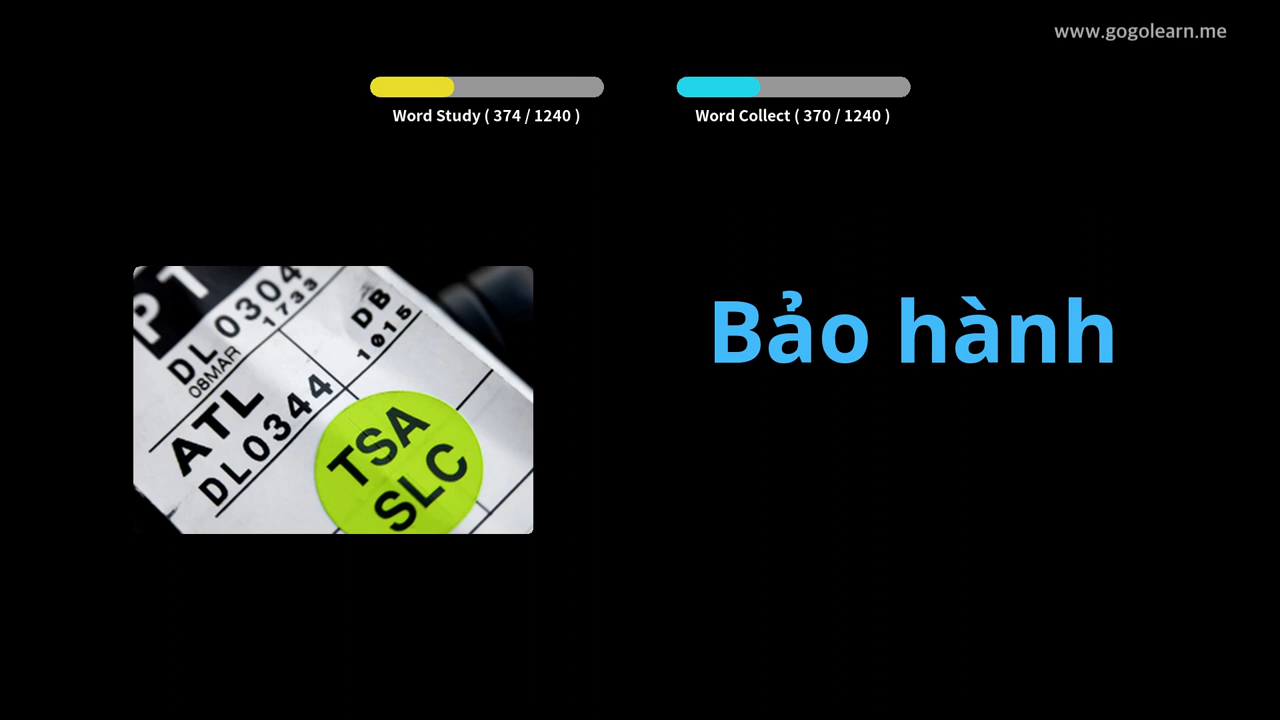 www.gogolearn.me
Word Study ( 374 / 1240 )
Word Collect ( 370 / 1240 )
Bảo hành
P1
DL0304
1733
08MAR
DB
1015
ATL
DL0344
TSA
SLC